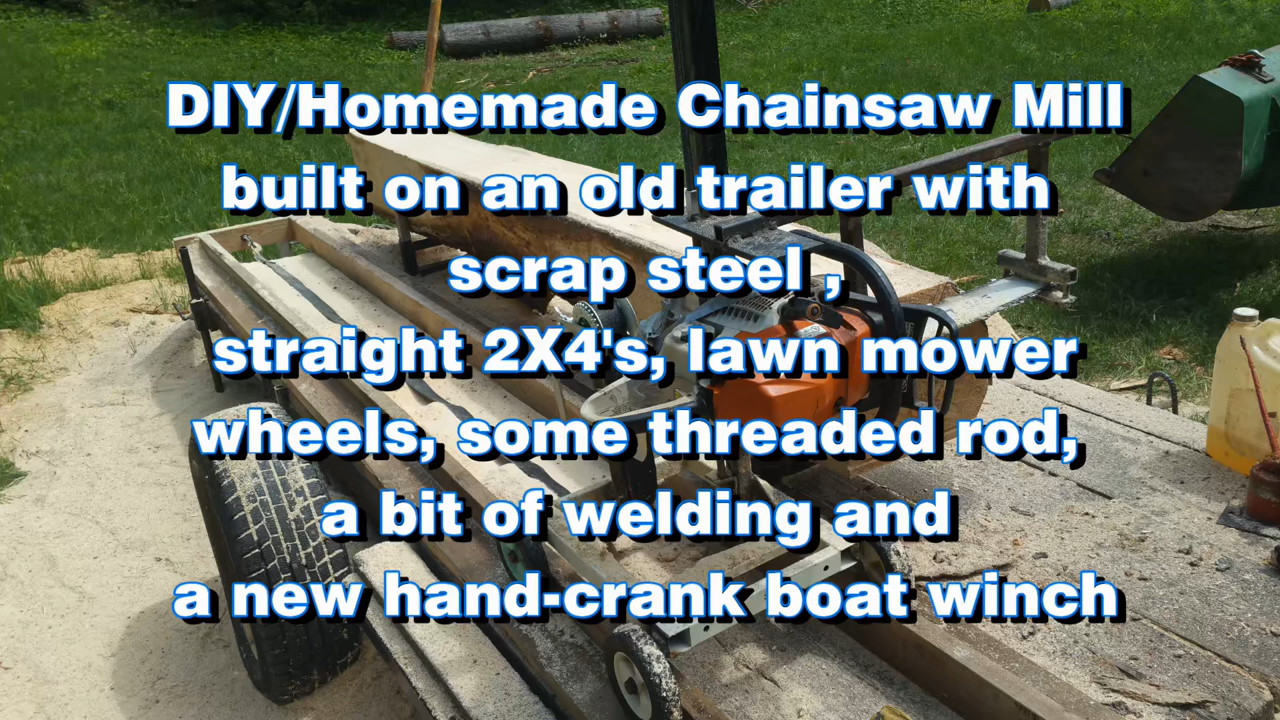 DIY/Homemade Chainsaw Mill
built on an old trailer with
scrap steel ,
straight 2X4's, lawn mower
wheels, some threaded rod,
a bit of welding and
a new hand-crank boat winch